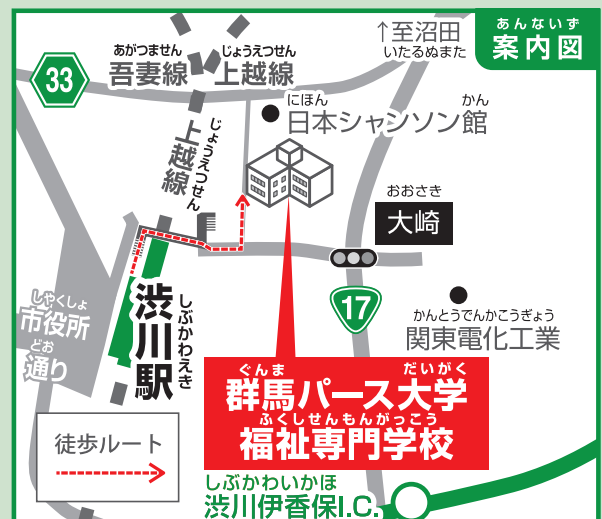 あんないず
案内図
↑至沼田
いたるぬまた
33
あがつません
吾妻線
じょうえつせん
上越線
にほん かん
日本シャンソン館
じょうえつせん
上越線
おおさき
大崎
17
しやくしょ
市役所
どお
通り
しぶかわえき
渋川駅
かんとうでんかこうぎょう
関東電化工業
ぐんま だいがく
群馬パース大学
ふくしせんもんがっこう
福祉専門学校
徒歩ルート
しぶかわいかほ
渋川伊香保I.C.